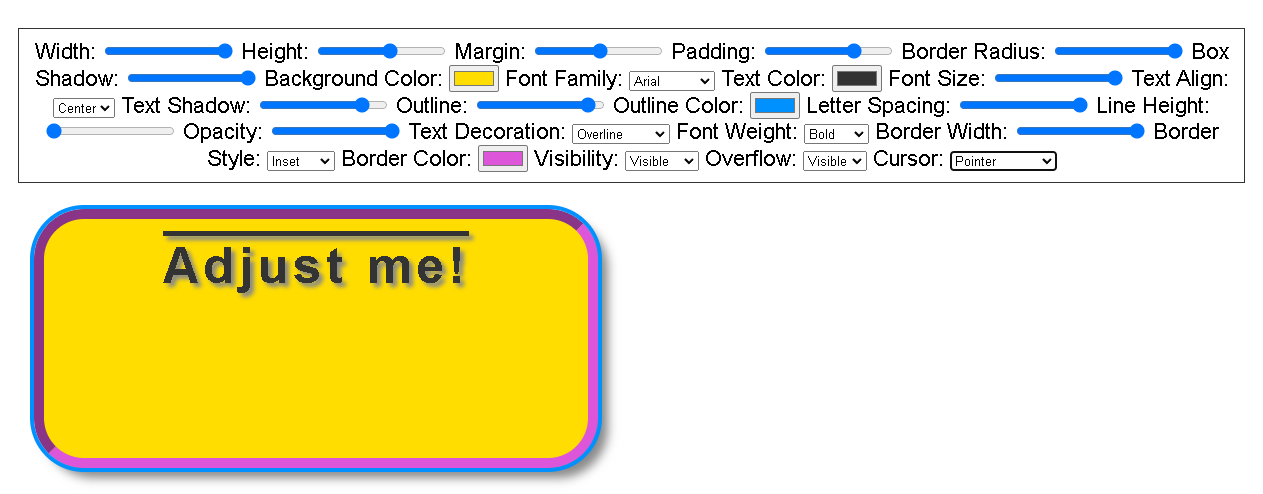 Width: Height: Margin: Padding: Border Radius: Box
Shadow: Background Color: Font Family: Arial Text Color: Font Size: Text Align:
Center Text Shadow: Outline: Outline Color: Letter Spacing: Line Height:
Opacity: Text Decoration: Overline Font Weight: Bold Border Width: Border
Style: Inset Border Color: Visibility: Visible Overflow: Visible Cursor: Pointer
Adjust me!